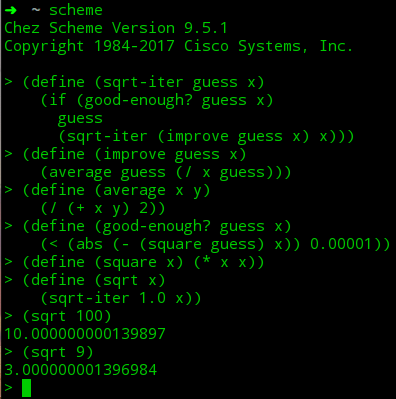 ➜  ~ scheme
Chez Scheme Version 9.5.1
Copyright 1984-2017 Cisco Systems, Inc.

> (define (sqrt-iter guess x)
    (if (good-enough? guess x)
      guess
      (sqrt-iter (improve guess x) x)))
> (define (improve guess x)
    (average guess (/ x guess)))
> (define (average x y)
    (/ (+ x y) 2))
> (define (good-enough? guess x)
    (< (abs (- (square guess) x)) 0.00001))
> (define (square x) (* x x))
> (define (sqrt x)
    (sqrt-iter 1.0 x))
> (sqrt 100)
10.000000000139897
> (sqrt 9)
3.000000001396984
>